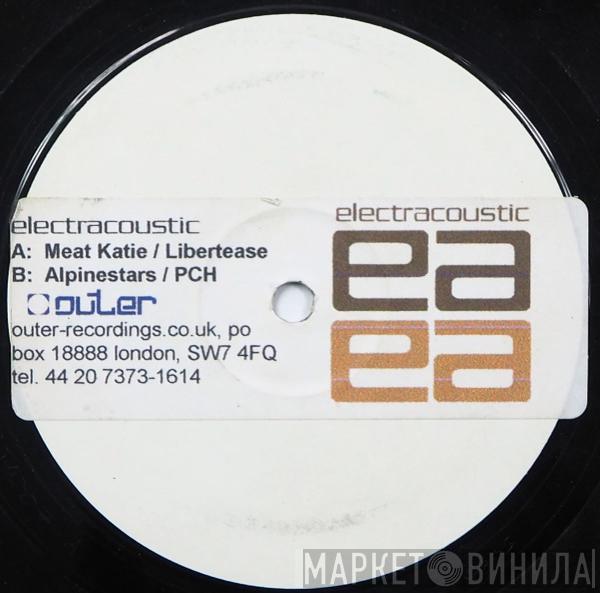 electracoustic
A: Meat Katie / Libertease
B: Alpinestars / PCH
outer
outer-recordings.co.uk, po
box 18888 london, SW7 4FQ
tel. 44 20 7373-1614
electracoustic
ea
ea
МАРКЕТ ВИНИЛА